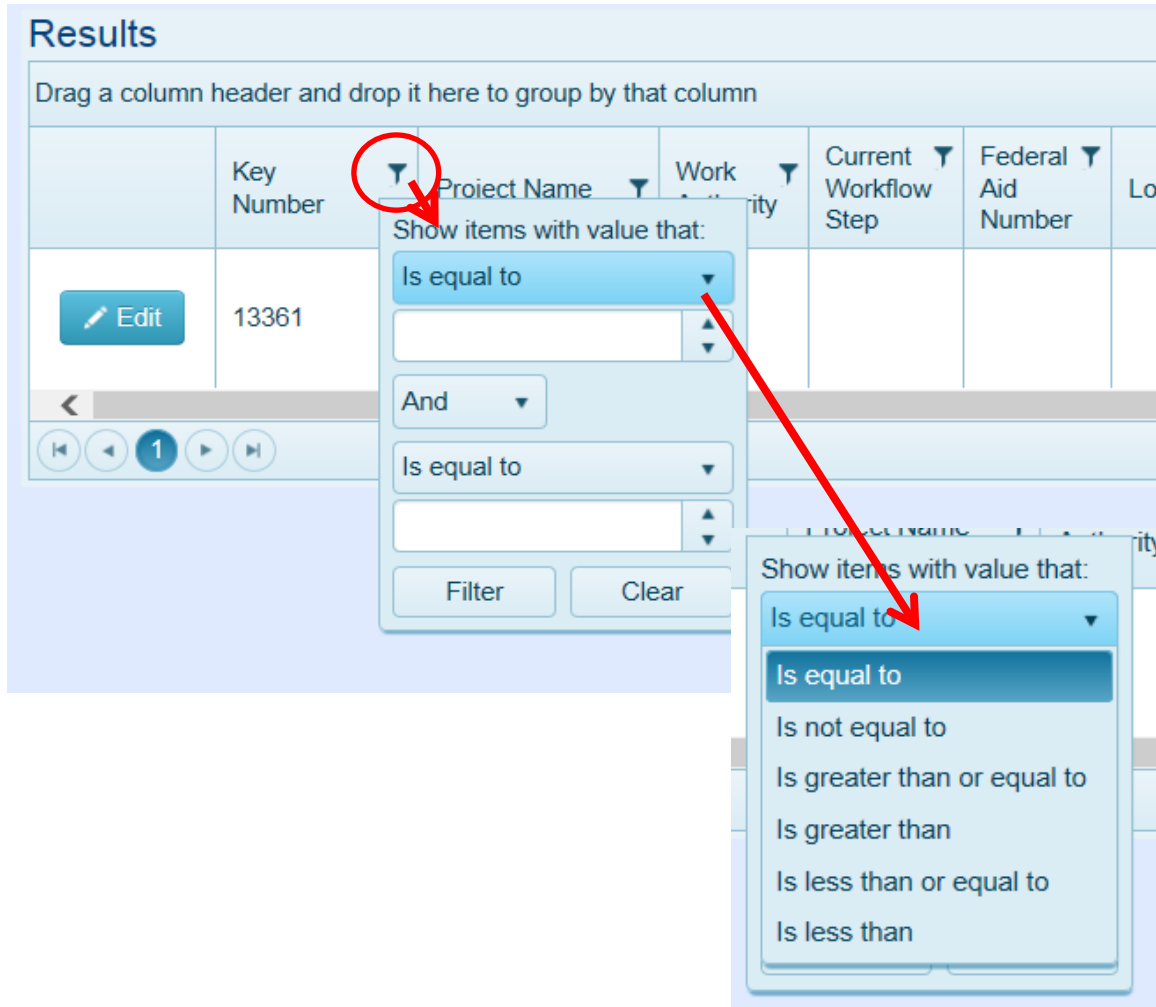 Results
Drag a column header and drop it here to group by that column
Key Number
Project Name
Work
Current Workflow Step
Federal Aid Number
Lo
Edit
13361
Show items with value that:
Is equal to
And
Is equal to
Filter
Clear
1
Project Name
Show items with value that:
Is equal to
Is equal to
Is not equal to
Is greater than or equal to
Is greater than
Is less than or equal to
Is less than